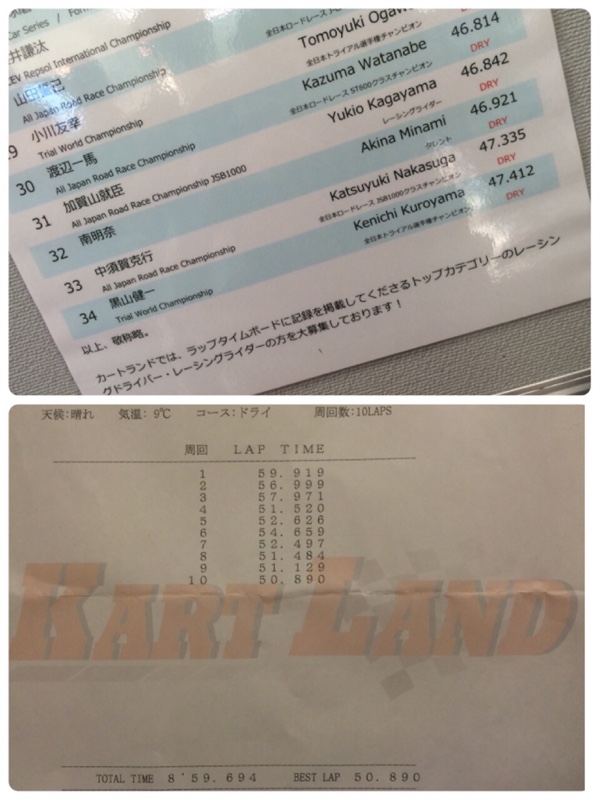 Car Series / Form
井謙汰
CEV Repsol International Championship
All Japan Road Race Championship
Tomoyuki Ogaw
全日本トライアル選手権チャンピオン
9 小川友幸 
Trial World Championship
30 渡辺一馬 Kazuma Watanabe 46.814
All Japan Road Race Championship 全日本ロードレース ST600クラスチャンピオン DRY
31 加賀山就臣 Yukio Kagayama 46.842
All Japan Road Race Championship JSB1000 レーシングライダー DRY
32 南明奈 Akina Minami 46.921
タレント DRY
33 中須賀克行 Katsuyuki Nakasuga 47.335
All Japan Road Race Championship 全日本ロードレース JSB1000クラスチャンピオン DRY
34 黒山健一 Kenichi Kuroyama 47.412
Trial World Championship 全日本トライアル選手権チャンピオン DRY
以上、敬称略。
カートランドでは、ラップタイムボードに記録を掲載してくださるトップカテゴリーのレーシン
グドライバー・レーシングライダーの方を大募集しております！
天候:晴れ 気温: 9℃ コース:ドライ 周回数:10LAPS
周回 LAP TIME
1 59.919
2 56.999
3 57.971
4 51.520
5 52.626
6 54.659
7 52.497
8 51.484
9 51.129
10 50.890
KART LAND
TOTAL TIME 8'59.694 BEST LAP 50.890